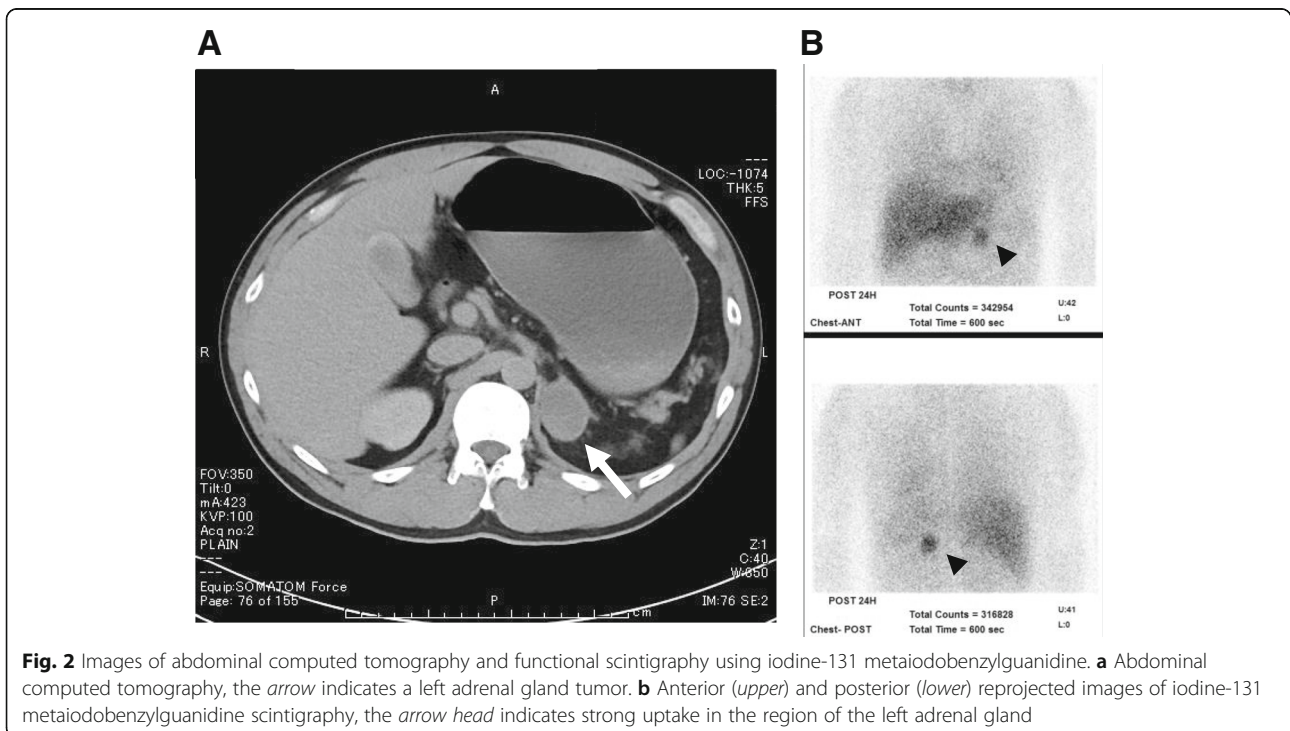 A
B
A
---
LOC:-1074
THK:5
FFS
R
L
FOV:350
Tilt:0
mA:423
KVP:100
Acq no:2
PLAIN
---
---
Equip:SOMATOM Force
Page: 76 of 155
P
cm
Z:1
C:40
W:350
IM:76 SE:2
POST 24H
Total Counts = 342954
U:42
Chest-ANT
Total Time = 600 sec
L:0
POST 24H
Total Counts = 316828
U:41
Chest- POST
Total Time = 600 sec
L:0
Fig. 2 Images of abdominal computed tomography and functional scintigraphy using iodine-131 metaiodobenzylguanidine. a Abdominal
computed tomography, the arrow indicates a left adrenal gland tumor. b Anterior (upper) and posterior (lower) reprojected images of iodine-131
metaiodobenzylguanidine scintigraphy, the arrow head indicates strong uptake in the region of the left adrenal gland